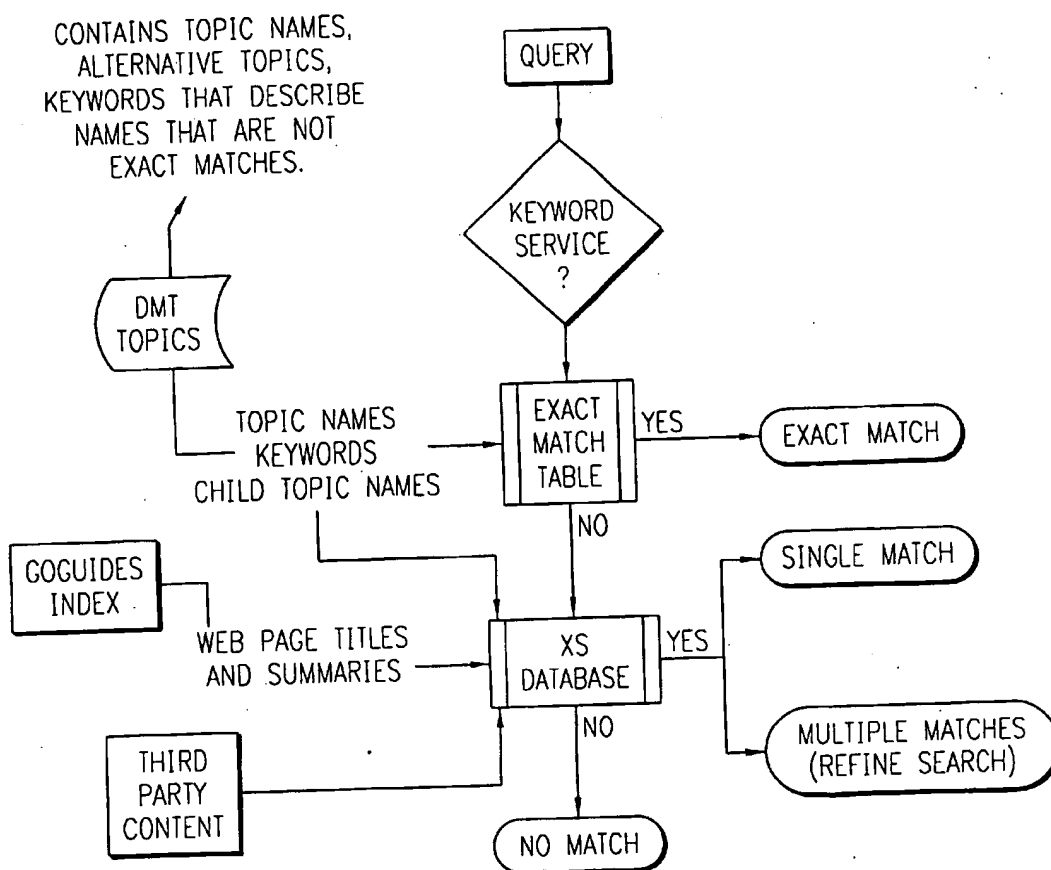 CONTAINS TOPIC NAMES,
ALTERNATIVE TOPICS,
KEYWORDS THAT DESCRIBE
NAMES THAT ARE NOT
EXACT MATCHES.
QUERY
KEYWORD
SERVICE
?
DMT
TOPICS
TOPIC NAMES
KEYWORDS
CHILD TOPIC NAMES
EXACT
MATCH
TABLE
YES
EXACT MATCH
NO
GOGUIDES
INDEX
WEB PAGE TITLES
AND SUMMARIES
XS
DATABASE
YES
SINGLE MATCH
MULTIPLE MATCHES
(REFINE SEARCH)
NO
THIRD
PARTY
CONTENT
NO MATCH